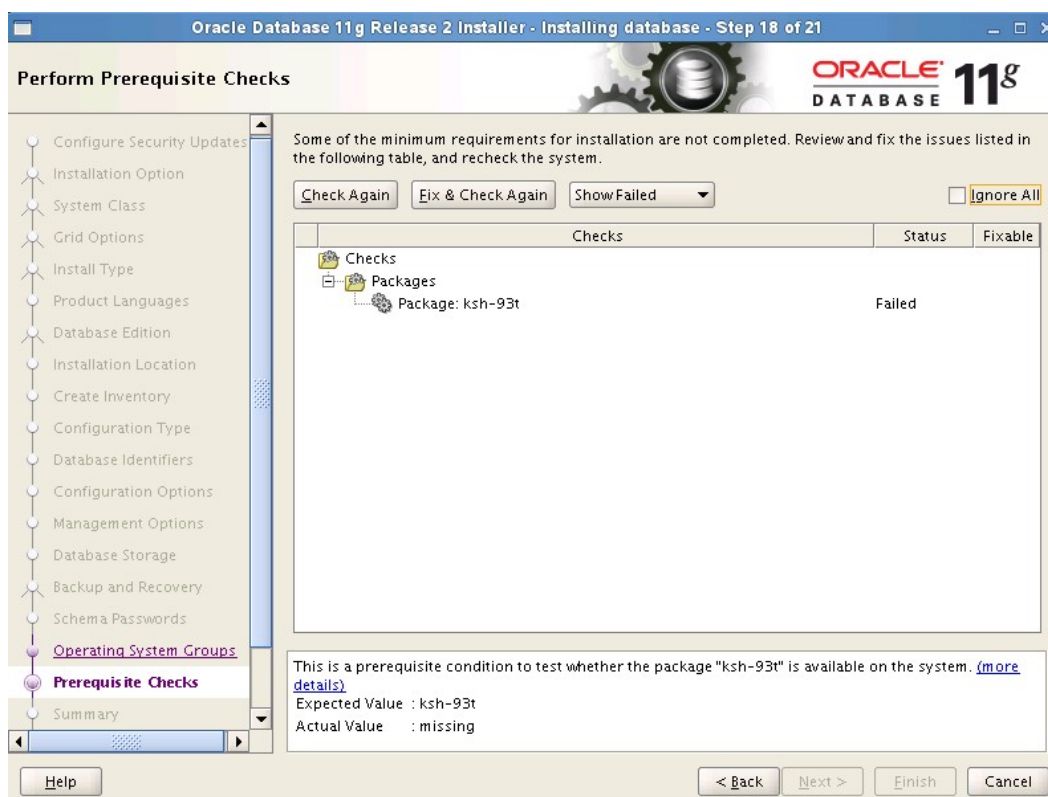 Oracle Database 11g Release 2 Installer - Installing database - Step 18 of 21
Perform Prerequisite Checks
ORACLE 11g
DATABASE
Configure Security Updates
Installation Option
System Class
Grid Options
Install Type
Product Languages
Database Edition
Installation Location
Create Inventory
Configuration Type
Database Identifiers
Configuration Options
Management Options
Database Storage
Backup and Recovery
Schema Passwords
Operating System Groups
Prerequisite Checks
Summary
Some of the minimum requirements for installation are not completed. Review and fix the issues listed in
the following table, and recheck the system.
Check Again Fix & Check Again Show Failed Ignore All
Checks Status Fixable
Checks
Packages
Package: ksh-93t Failed
This is a prerequisite condition to test whether the package "ksh-93t" is available on the system. (more
details)
Expected Value : ksh-93t
Actual Value : missing
Help < Back Next > Finish Cancel